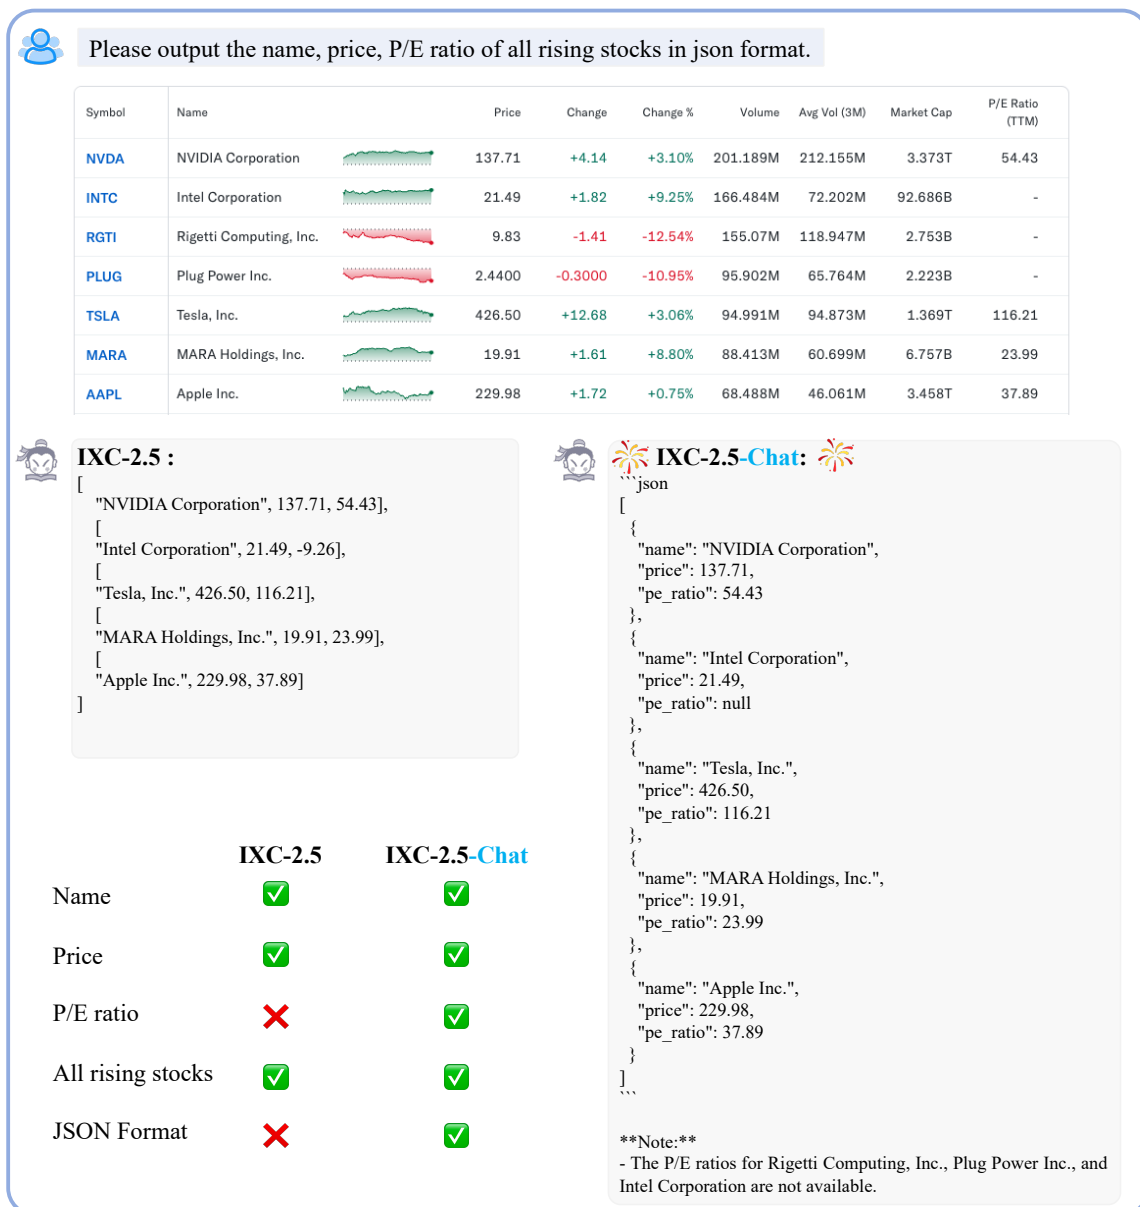 Please output the name, price, P/E ratio of all rising stocks in json format.
Symbol Name Price Change Change % Volume Avg Vol (3M) Market Cap P/E Ratio (TTM)
NVDA NVIDIA Corporation 137.71 +4.14 +3.10% 201.189M 212.155M 3.373T 54.43
INTC Intel Corporation 21.49 +1.82 +9.25% 166.484M 72.202M 92.686B -
RGTI Rigetti Computing, Inc. 9.83 -1.41 -12.54% 155.07M 118.947M 2.753B -
PLUG Plug Power Inc. 2.4400 -0.3000 -10.95% 95.902M 65.764M 2.223B -
TSLA Tesla, Inc. 426.50 +12.68 +3.06% 94.991M 94.873M 1.369T 116.21
MARA MARA Holdings, Inc. 19.91 +1.61 +8.80% 88.413M 60.699M 6.757B 23.99
AAPL Apple Inc. 229.98 +1.72 +0.75% 68.488M 46.061M 3.458T 37.89
IXC-2.5 :
[
"NVIDIA Corporation", 137.71, 54.43],
[
"Intel Corporation", 21.49, -9.26],
[
"Tesla, Inc.", 426.50, 116.21],
[
"MARA Holdings, Inc.", 19.91, 23.99],
[
"Apple Inc.", 229.98, 37.89]
]
IXC-2.5-Chat:
```json
[
{
"name": "NVIDIA Corporation",
"price": 137.71,
"pe_ratio": 54.43
},
{
"name": "Intel Corporation",
"price": 21.49,
"pe_ratio": null
},
{
"name": "Tesla, Inc.",
"price": 426.50,
"pe_ratio": 116.21
},
{
"name": "MARA Holdings, Inc.",
"price": 19.91,
"pe_ratio": 23.99
},
{
"name": "Apple Inc.",
"price": 229.98,
"pe_ratio": 37.89
}
]
```
**Note:**
- The P/E ratios for Rigetti Computing, Inc., Plug Power Inc., and
Intel Corporation are not available.
IXC-2.5 IXC-2.5-Chat
Name
Price
P/E ratio
All rising stocks
JSON Format